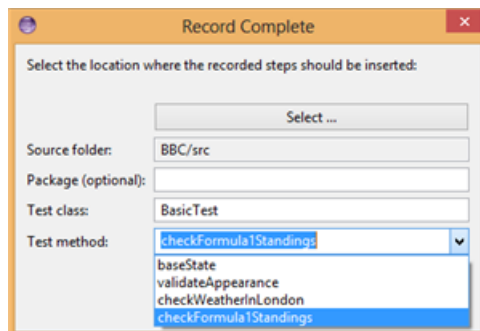 Record Complete
Select the location where the recorded steps should be inserted:
Select ...
Source folder: BBC/src
Package (optional):
Test class: BasicTest
Test method: checkFormula1Standings
baseState
validateAppearance
checkWeatherInLondon
checkFormula1Standings